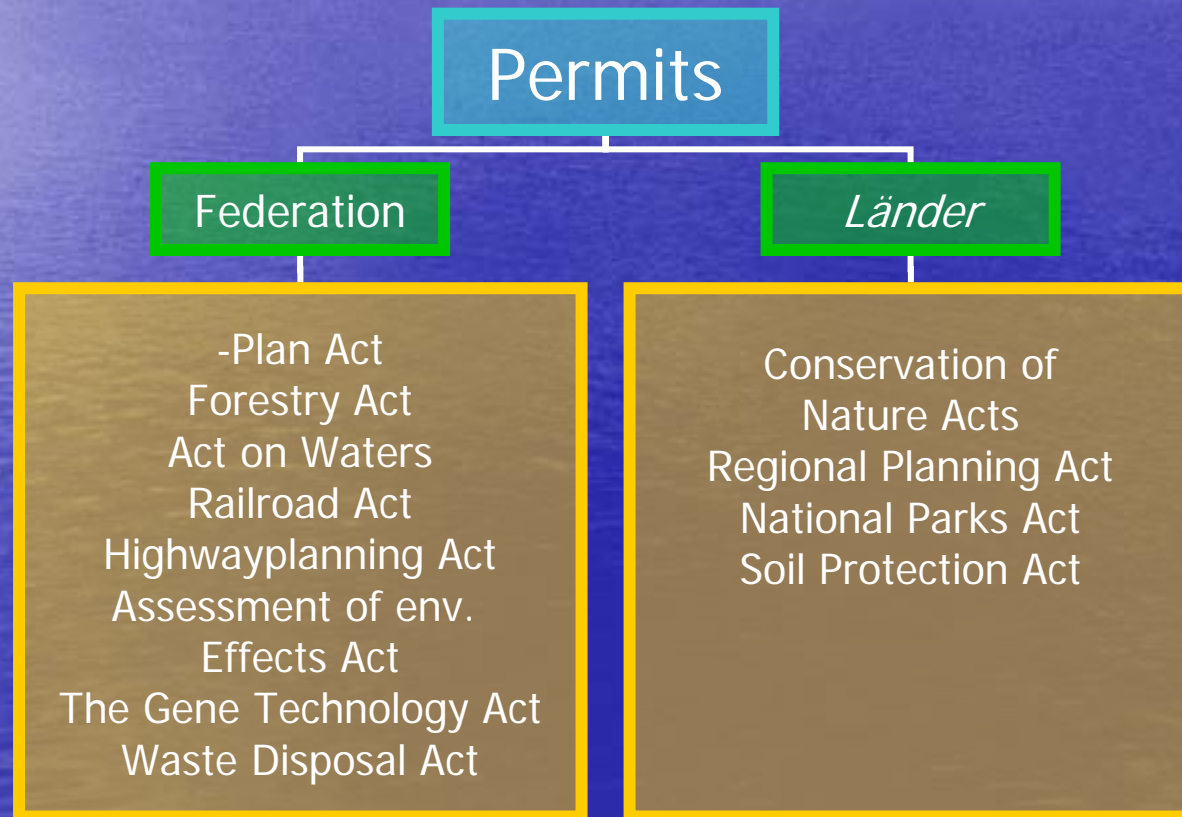 Permits
Federation
Länder
-Plan Act
Forestry Act
Act on Waters
Railroad Act
Highwayplanning Act
Assessment of env.
Effects Act
The Gene Technology Act
Waste Disposal Act
Conservation of
Nature Acts
Regional Planning Act
National Parks Act
Soil Protection Act